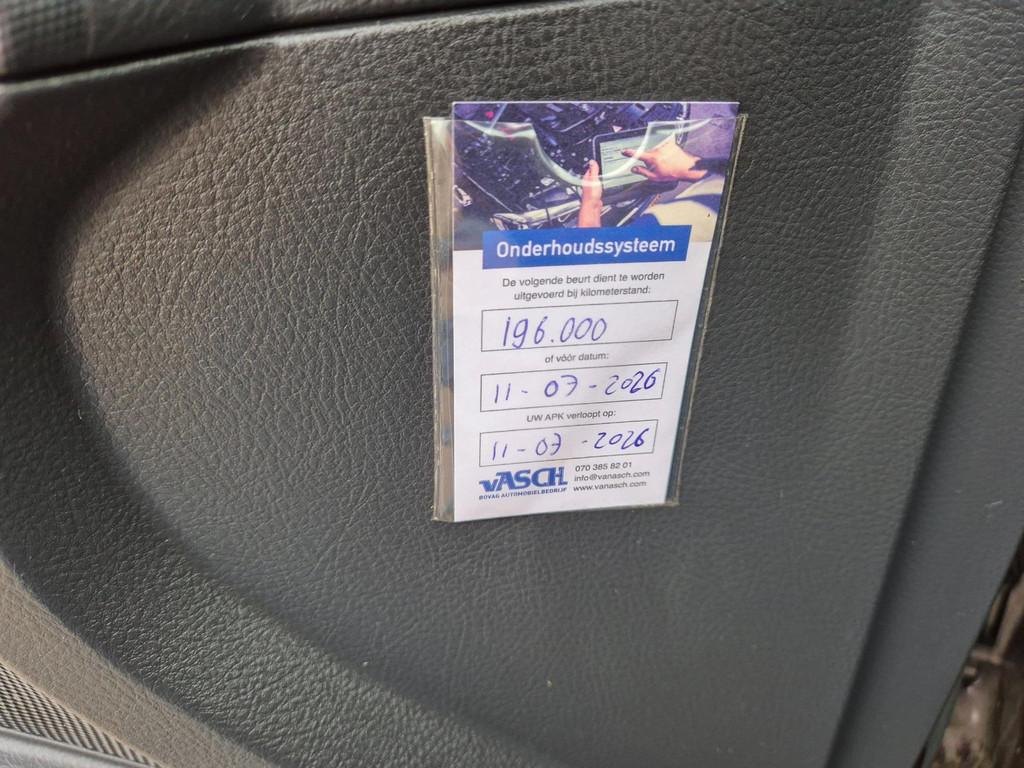 Onderhoudssysteem
De volgende beurt dient te worden
uitgevoerd bij kilometerstand:
196.000
of vóór datum:
11-07-2026
UW APK verloopt op:
11-07-2026
vASCH
BOVAG AUTOMOBIELBEDRIJF
070 385 82 01
info@vanasch.com
www.vanasch.com